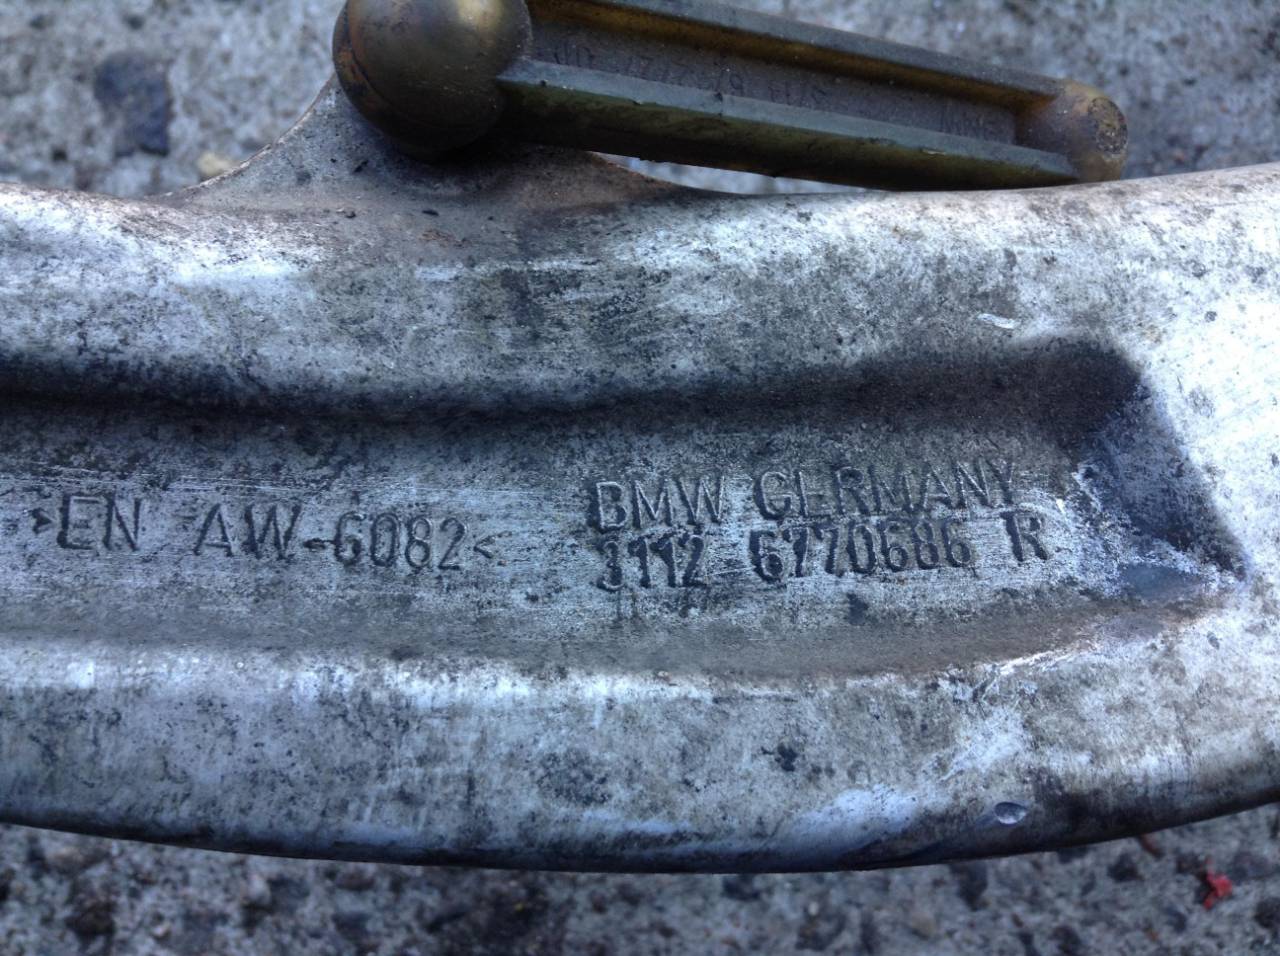 >EN AW-6082<
BMW GERMANY
3112 6770686 R